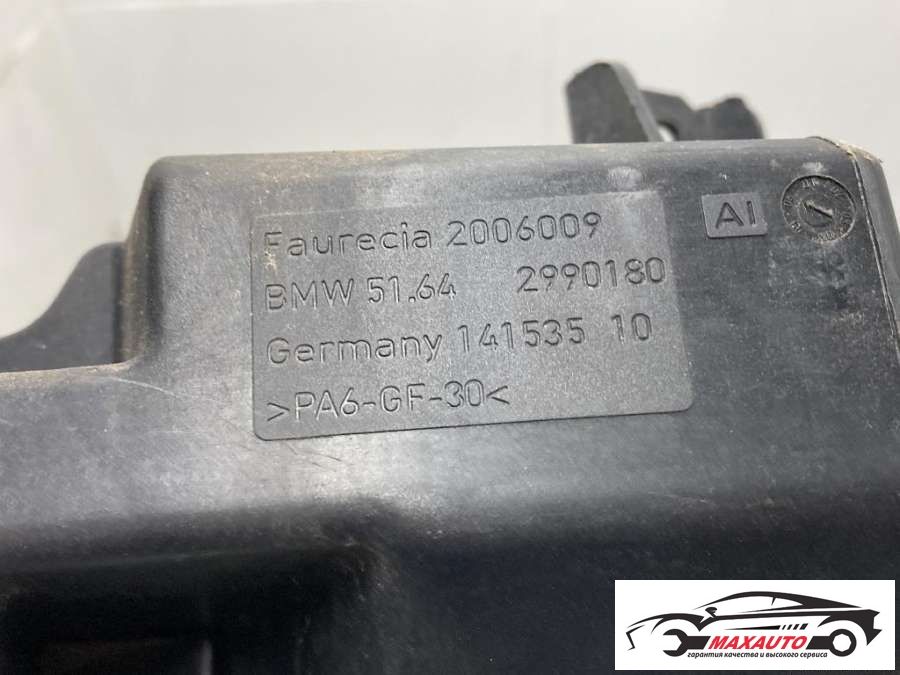 Faurecia 2006009
AI
BMW 51.64 2990180
Germany 141535 10
>PA6-GF-30<
MAXAUTO
гарантия качества и высокого сервиса